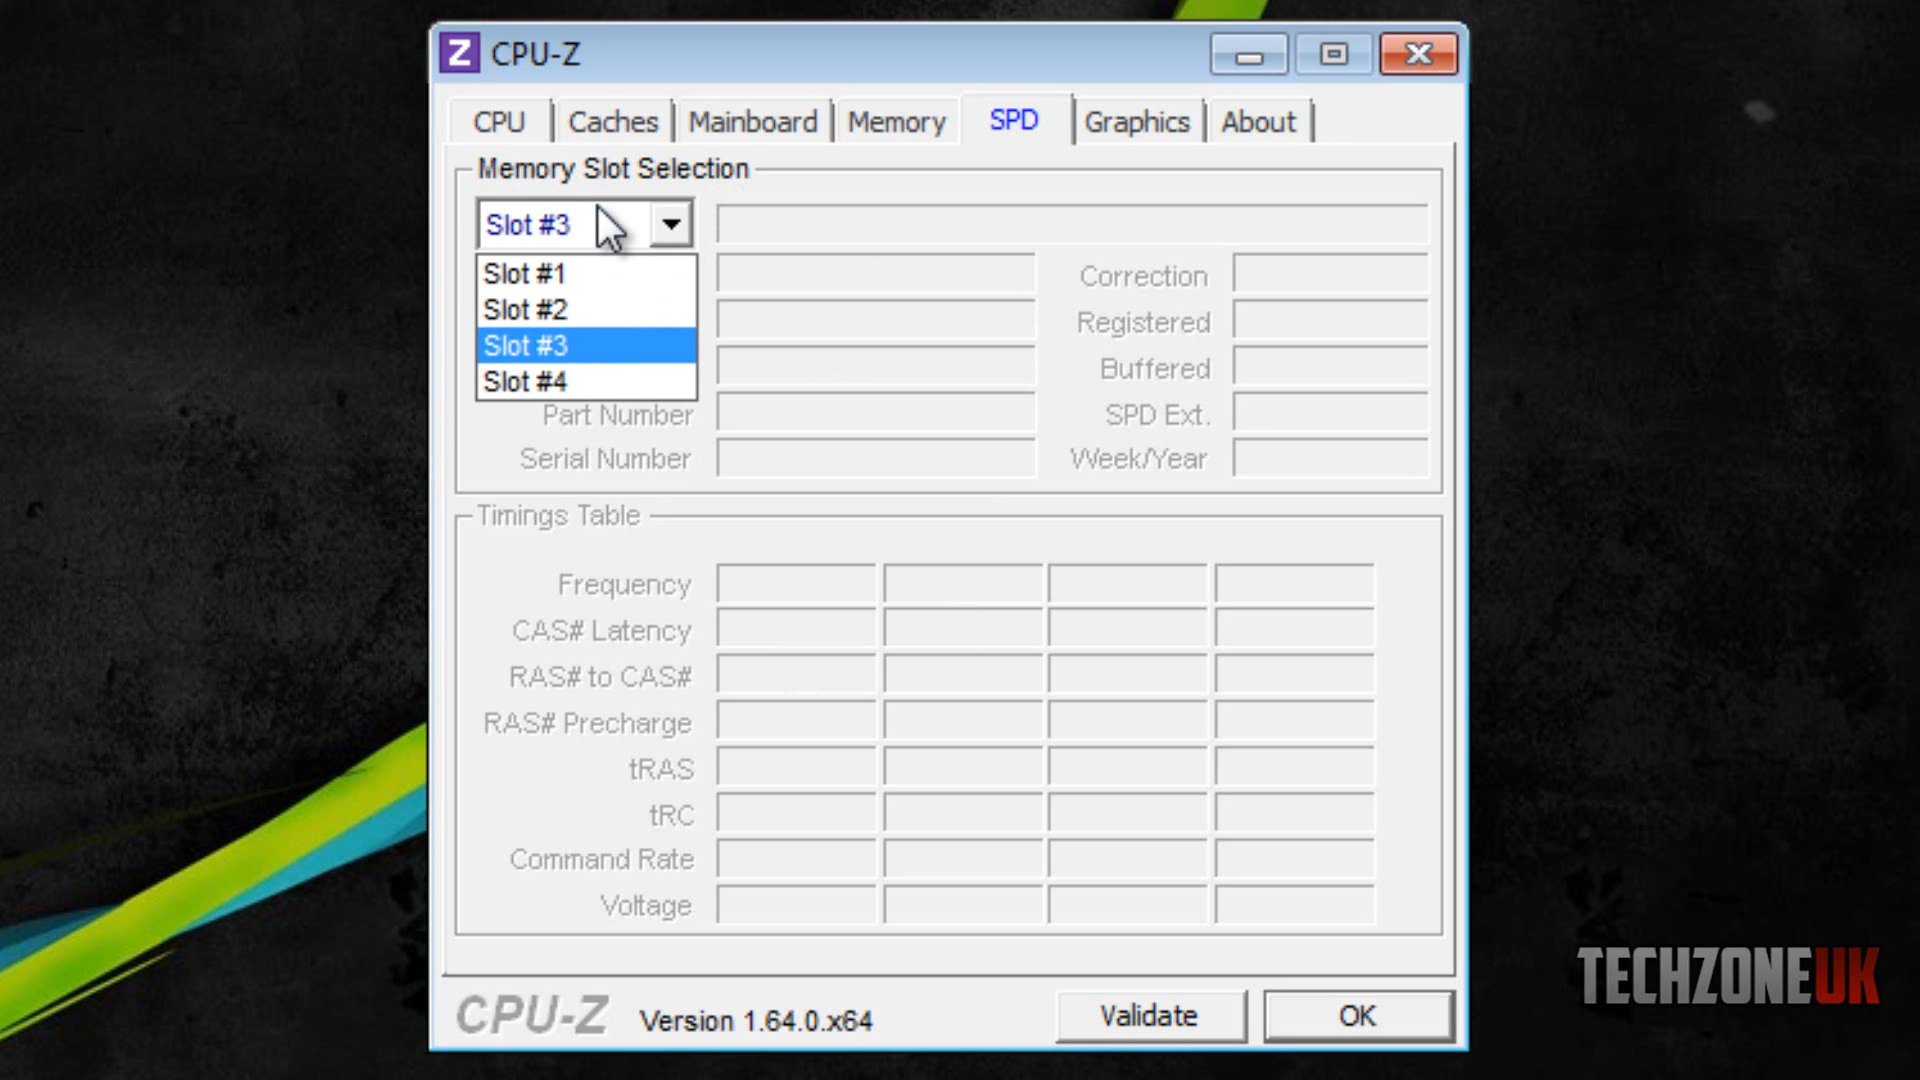 Z CPU-Z
CPU Caches Mainboard Memory SPD Graphics About
Memory Slot Selection
Slot #3
Slot #1
Slot #2
Slot #3
Slot #4
Correction
Registered
Buffered
Part Number
SPD Ext.
Serial Number
Week/Year
Timings Table
Frequency
CAS# Latency
RAS# to CAS#
RAS# Precharge
tRAS
tRC
Command Rate
Voltage
CPU-Z Version 1.64.0.x64
Validate OK
TECHZONEUK